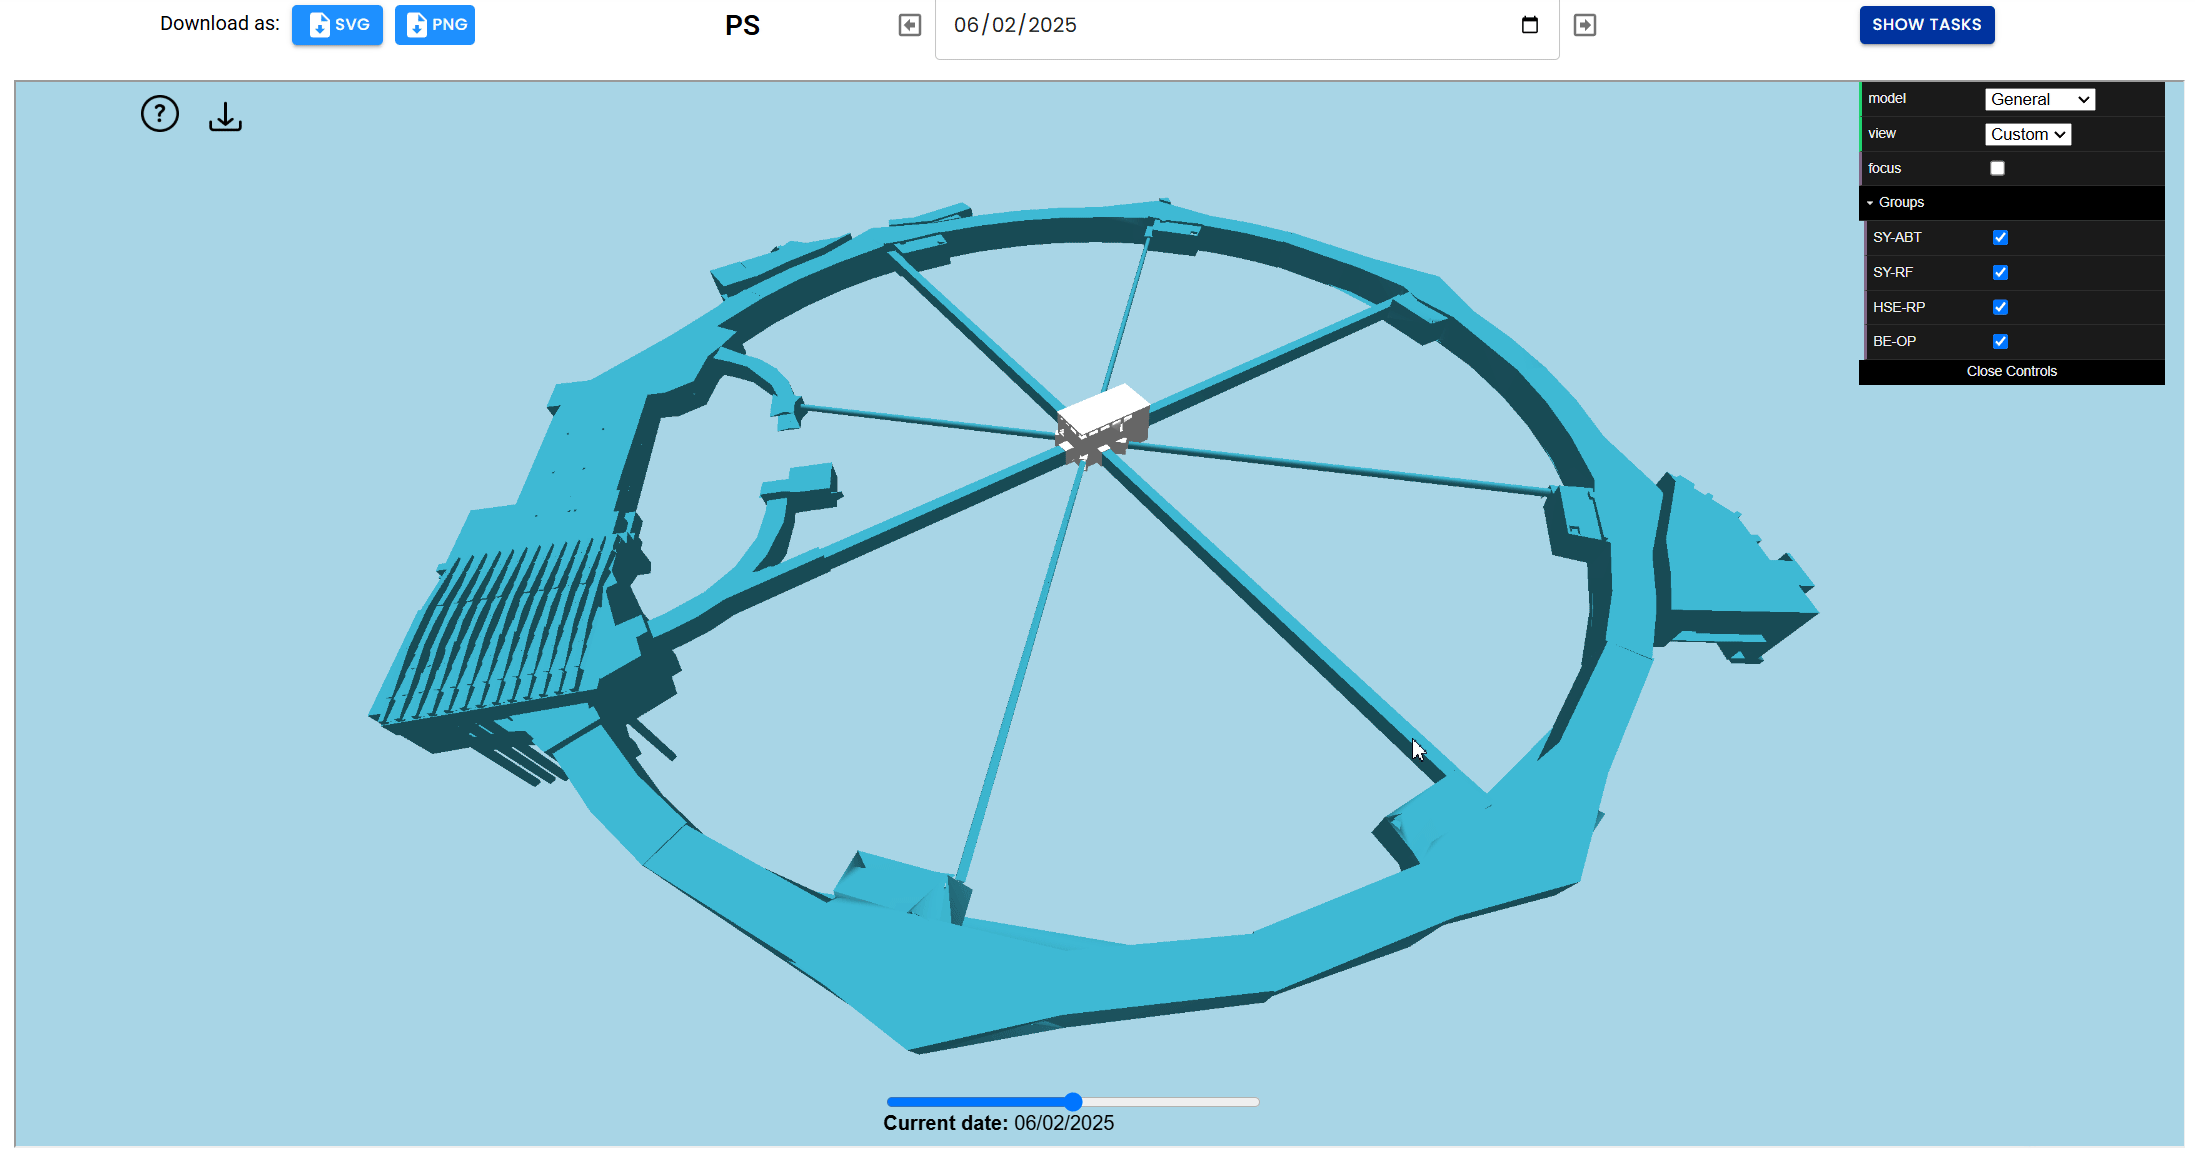 Download as: SVG PNG PS 06/02/2025 SHOW TASKS
?
model General
view Custom
focus
Groups
SY-ABT
SY-RF
HSE-RP
BE-OP
Close Controls
Current date: 06/02/2025